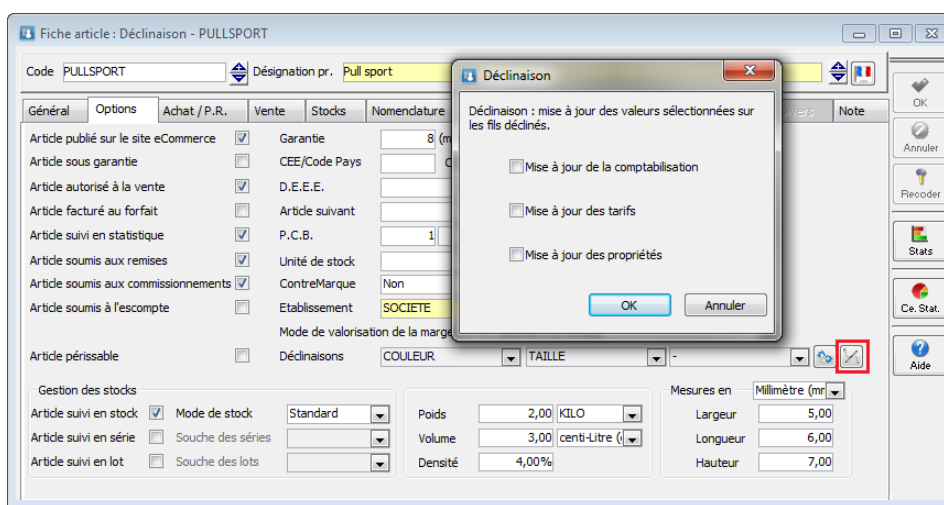 Fiche article : Déclinaison - PULLSPORT
Code PULLSPORT Désignation pr. Pull sport
Général Options Achat / P.R. Vente Stocks Nomenclature Note
Article publié sur le site eCommerce Garantie 8
Article sous garantie CEE/Code Pays
Article autorisé à la vente D.E.E.E.
Article facturé au forfait Article suivant
Article suivi en statistique P.C.B. 1
Article soumis aux remises Unité de stock
Article soumis aux commissionnements ContreMarque Non
Article soumis à l'escompte Etablissement SOCIETE
Mode de valorisation de la marge
Article périssable Déclinaisons COULEUR TAILLE -
Déclinaison
Déclinaison : mise à jour des valeurs sélectionnées sur
les fils déclinés.
Mise à jour de la comptabilisation
Mise à jour des tarifs
Mise à jour des propriétés
OK Annuler
Gestion des stocks Mesures en Millimètre (mr
Article suivi en stock Mode de stock Standard Poids 2,00 KILO Largeur 5,00
Article suivi en série Souche des séries Volume 3,00 centi-Litre ( Longueur 6,00
Article suivi en lot Souche des lots Densité 4,00% Hauteur 7,00
OK
Annuler
Recoder
Stats
Ce. Stat.
Aide